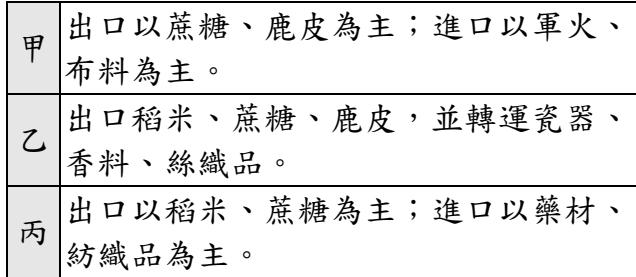 甲
出口以蔗糖、鹿皮為主；進口以軍火、
布料為主。
乙
出口稻米、蔗糖、鹿皮，並轉運瓷器、
香料、絲織品。
丙
出口以稻米、蔗糖為主；進口以藥材、
紡織品為主。